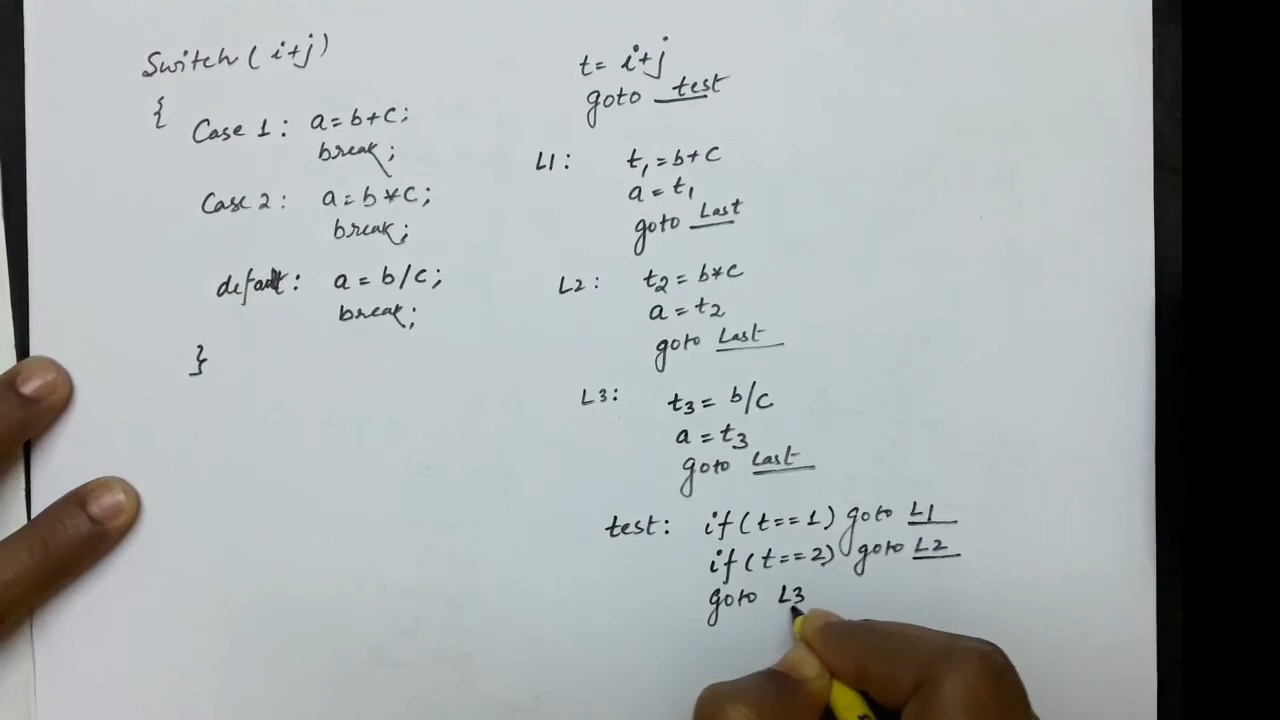 Switch ( i+j )
{
Case 1 : a = b + c ;
break ;
Case 2 : a = b * c ;
break ;
default : a = b / c ;
break ;
}
t = i+j
goto test
L1 : t₁ = b + c
a = t₁
goto Last
L2 : t₂ = b * c
a = t₂
goto Last
L3 : t₃ = b / c
a = t₃
goto Last
test : if ( t == 1 ) goto L1
if ( t == 2 ) goto L2
goto L3